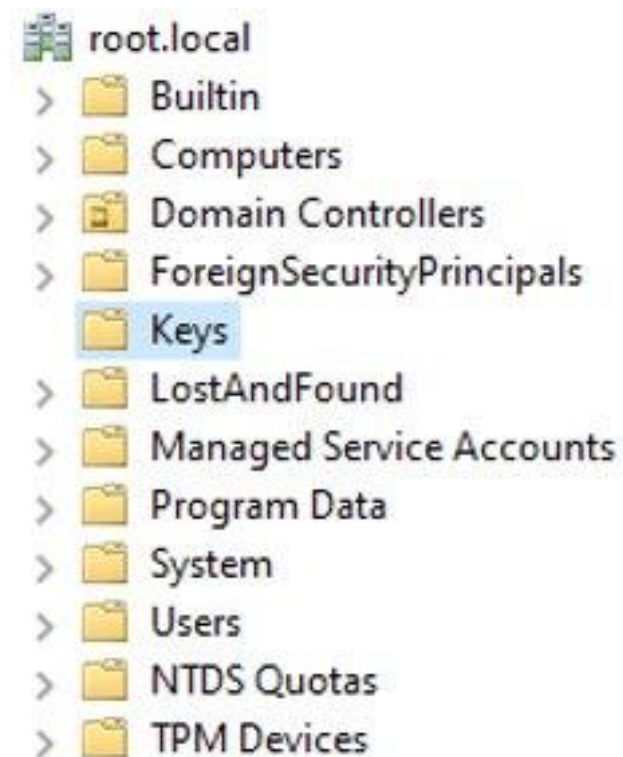 root.local
Builtin
Computers
Domain Controllers
ForeignSecurityPrincipals
Keys
LostAndFound
Managed Service Accounts
Program Data
System
Users
NTDS Quotas
TPM Devices